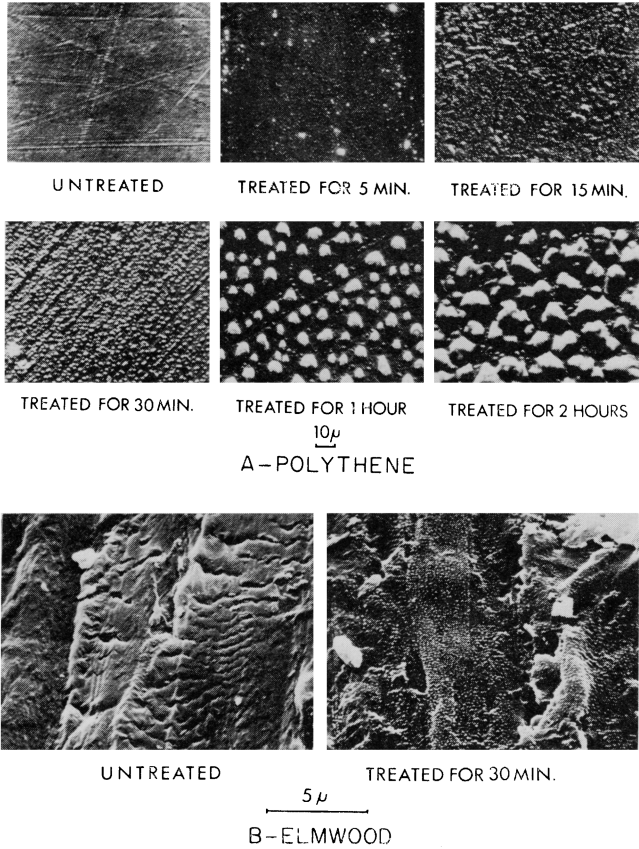 UNTREATED
TREATED FOR 5 MIN.
TREATED FOR 15 MIN.
TREATED FOR 30 MIN.
TREATED FOR 1 HOUR
TREATED FOR 2 HOURS
10µ
A-POLYTHENE
UNTREATED
TREATED FOR 30 MIN.
5 µ
B-ELMWOOD